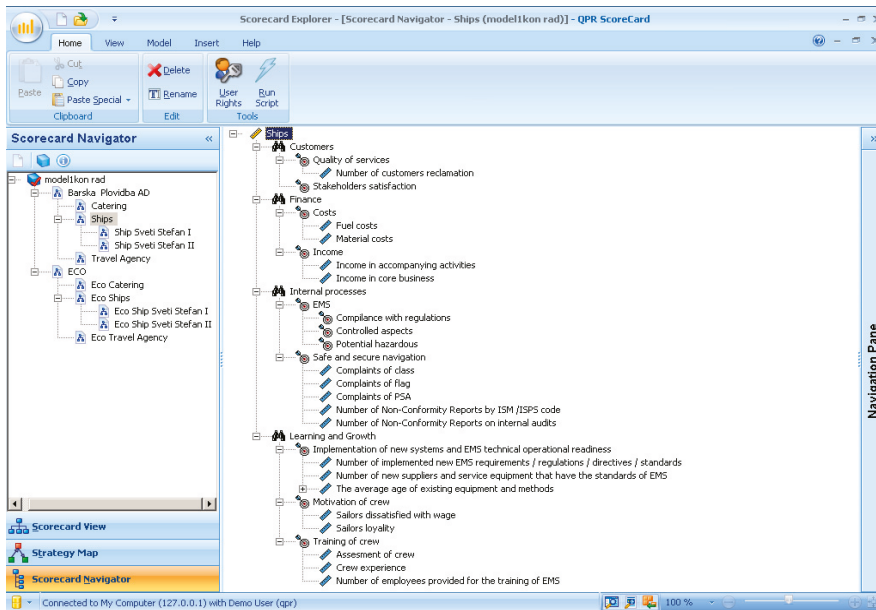 Scorecard Explorer - [Scorecard Navigator - Ships (model1kon rad)] - QPR ScoreCard
Home View Model Insert Help
Paste
Cut
Copy
Paste Special
Clipboard
Delete
Rename
Edit
User Rights
Run Script
Tools
Scorecard Navigator «
model1kon rad
Barska Plovidba AD
Catering
Ships
Ship Sveti Stefan I
Ship Sveti Stefan II
Travel Agency
ECO
Eco Catering
Eco Ships
Eco Ship Sveti Stefan I
Eco Ship Sveti Stefan II
Eco Travel Agency
Scorecard View
Strategy Map
Scorecard Navigator
Ships
Customers
Quality of services
Number of customers reclamation
Stakeholders satisfaction
Finance
Costs
Fuel costs
Material costs
Income
Income in accompanying activities
Income in core business
Internal processes
EMS
Compilance with regulations
Controlled aspects
Potential hazardous
Safe and secure navigation
Complaints of class
Complaints of flag
Complaints of PSA
Number of Non-Conformity Reports by ISM /ISPS code
Number of Non-Conformity Reports on internal audits
Learning and Growth
Implementation of new systems and EMS technical operational readiness
Number of implemented new EMS requirements / regulations / directives / standards
Number of new suppliers and service equipment that have the standards of EMS
The average age of existing equipment and methods
Motivation of crew
Sailors dissatisfied with wage
Sailors loyality
Training of crew
Assesment of crew
Crew experience
Number of employees provided for the training of EMS
»
Navigation Pane
Connected to My Computer (127.0.0.1) with Demo User (qpr)
100 %